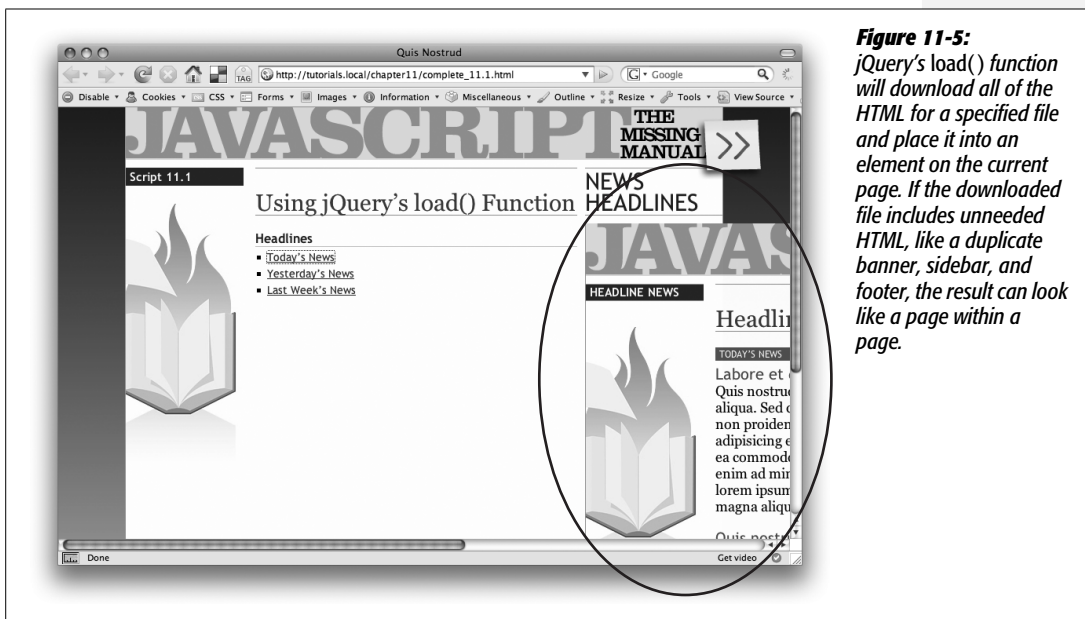 Figure 11-5:
jQuery's load( ) function
will download all of the
HTML for a specified file
and place it into an
element on the current
page. If the downloaded
file includes unneeded
HTML, like a duplicate
banner, sidebar, and
footer, the result can look
like a page within a
page.
Quis Nostrud
TAG
http://tutorials.local/chapter11/complete_11.1.html
G Google
Disable Cookies CSS Forms Images Information Miscellaneous Outline Resize Tools View Source
JAVASCRIPT
THE
MISSING
MANUAL
>>
Script 11.1
Using jQuery's load() Function
Headlines
Today's News
Yesterday's News
Last Week's News
NEWS
HEADLINES
JAVAS
HEADLINE NEWS
Headlin
TODAY'S NEWS
Labore et
Quis nostru
aliqua. Sed
non proiden
adipisicing e
ea commod
enim ad min
lorem ipsum
magna aliqu
Quis nostr
Done
Get video